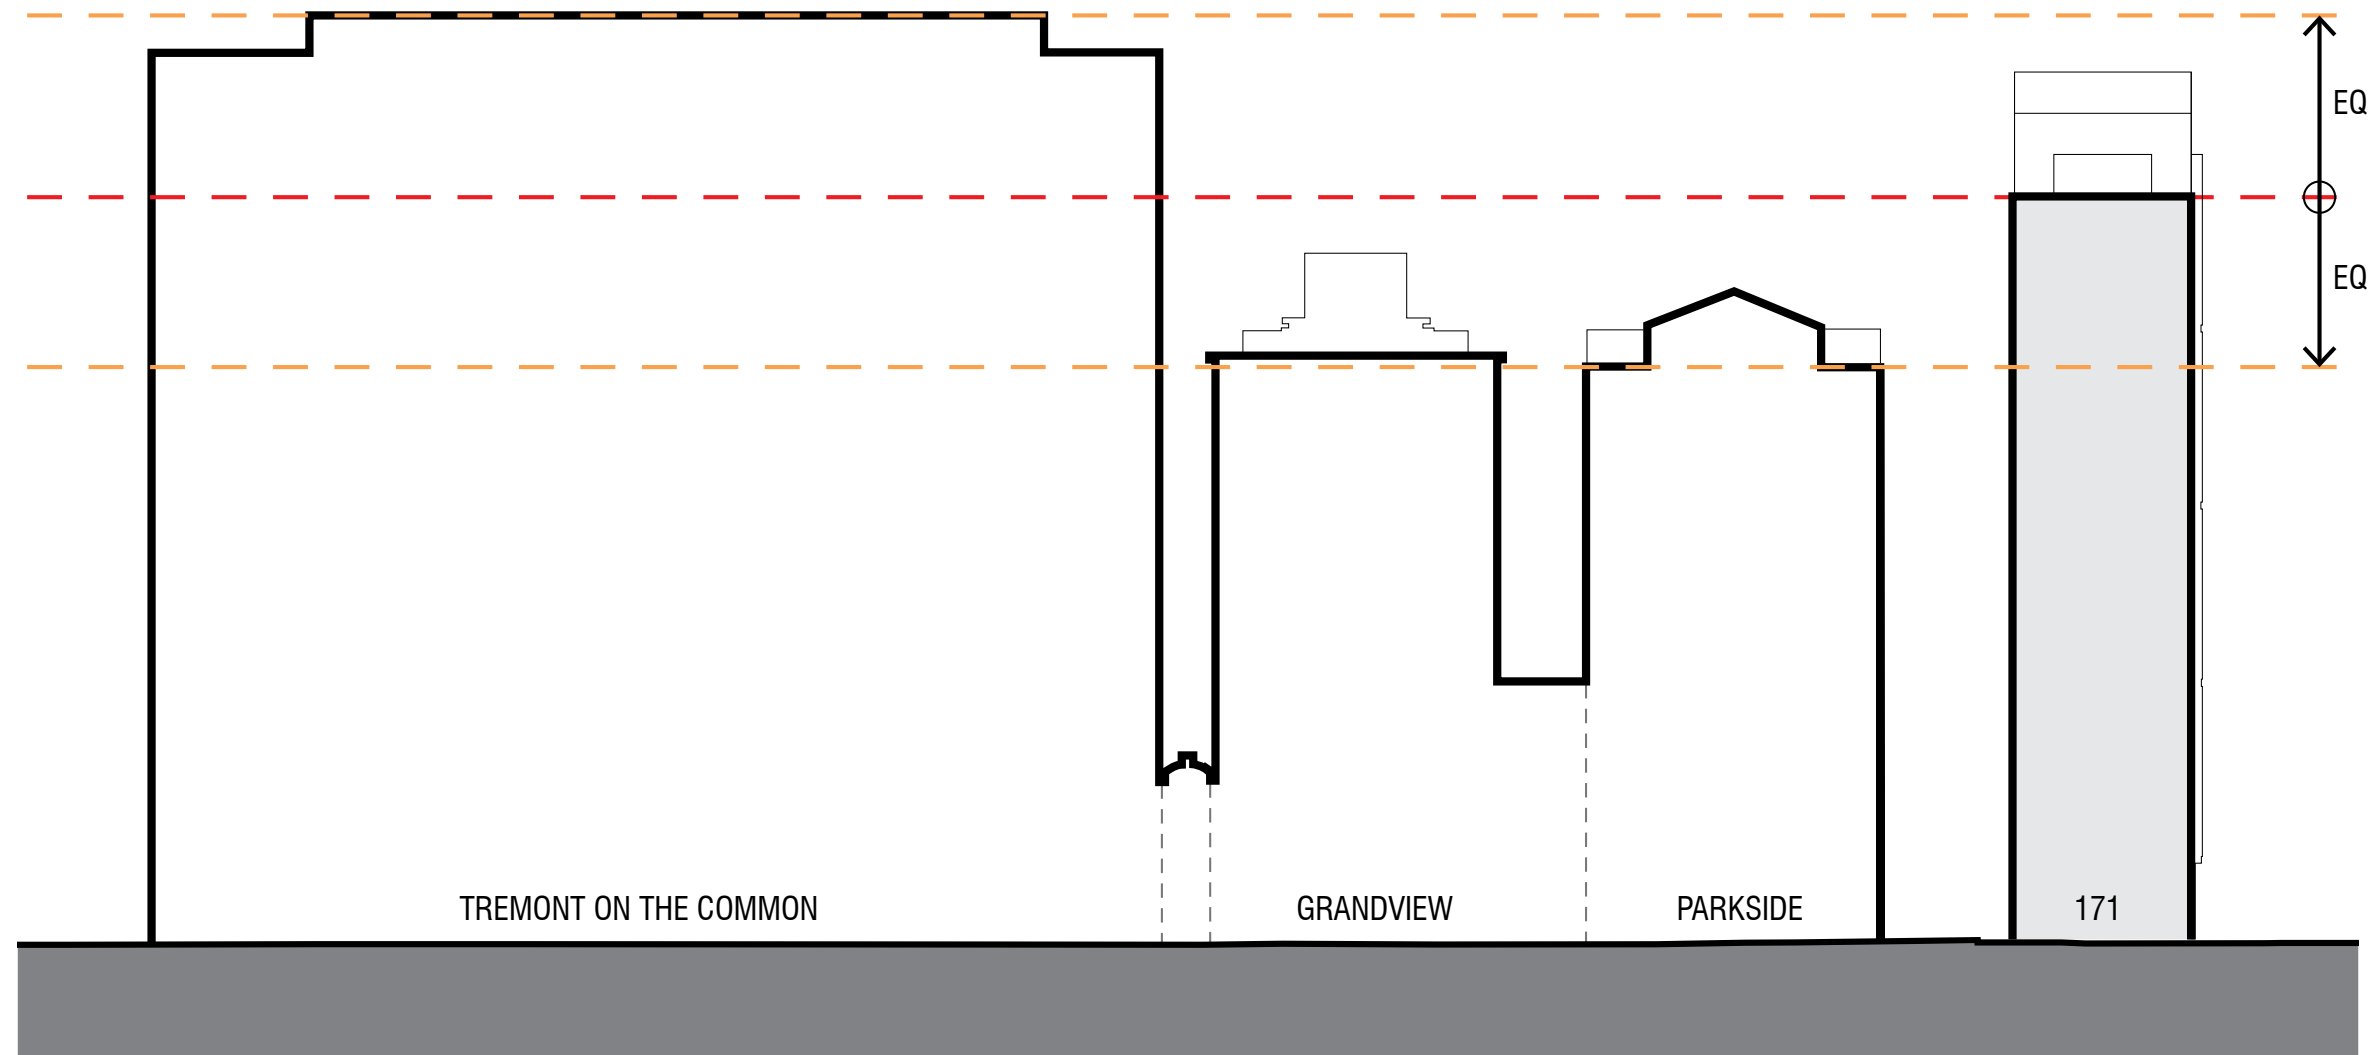 EQ
EQ
TREMONT ON THE COMMON
GRANDVIEW
PARKSIDE
171